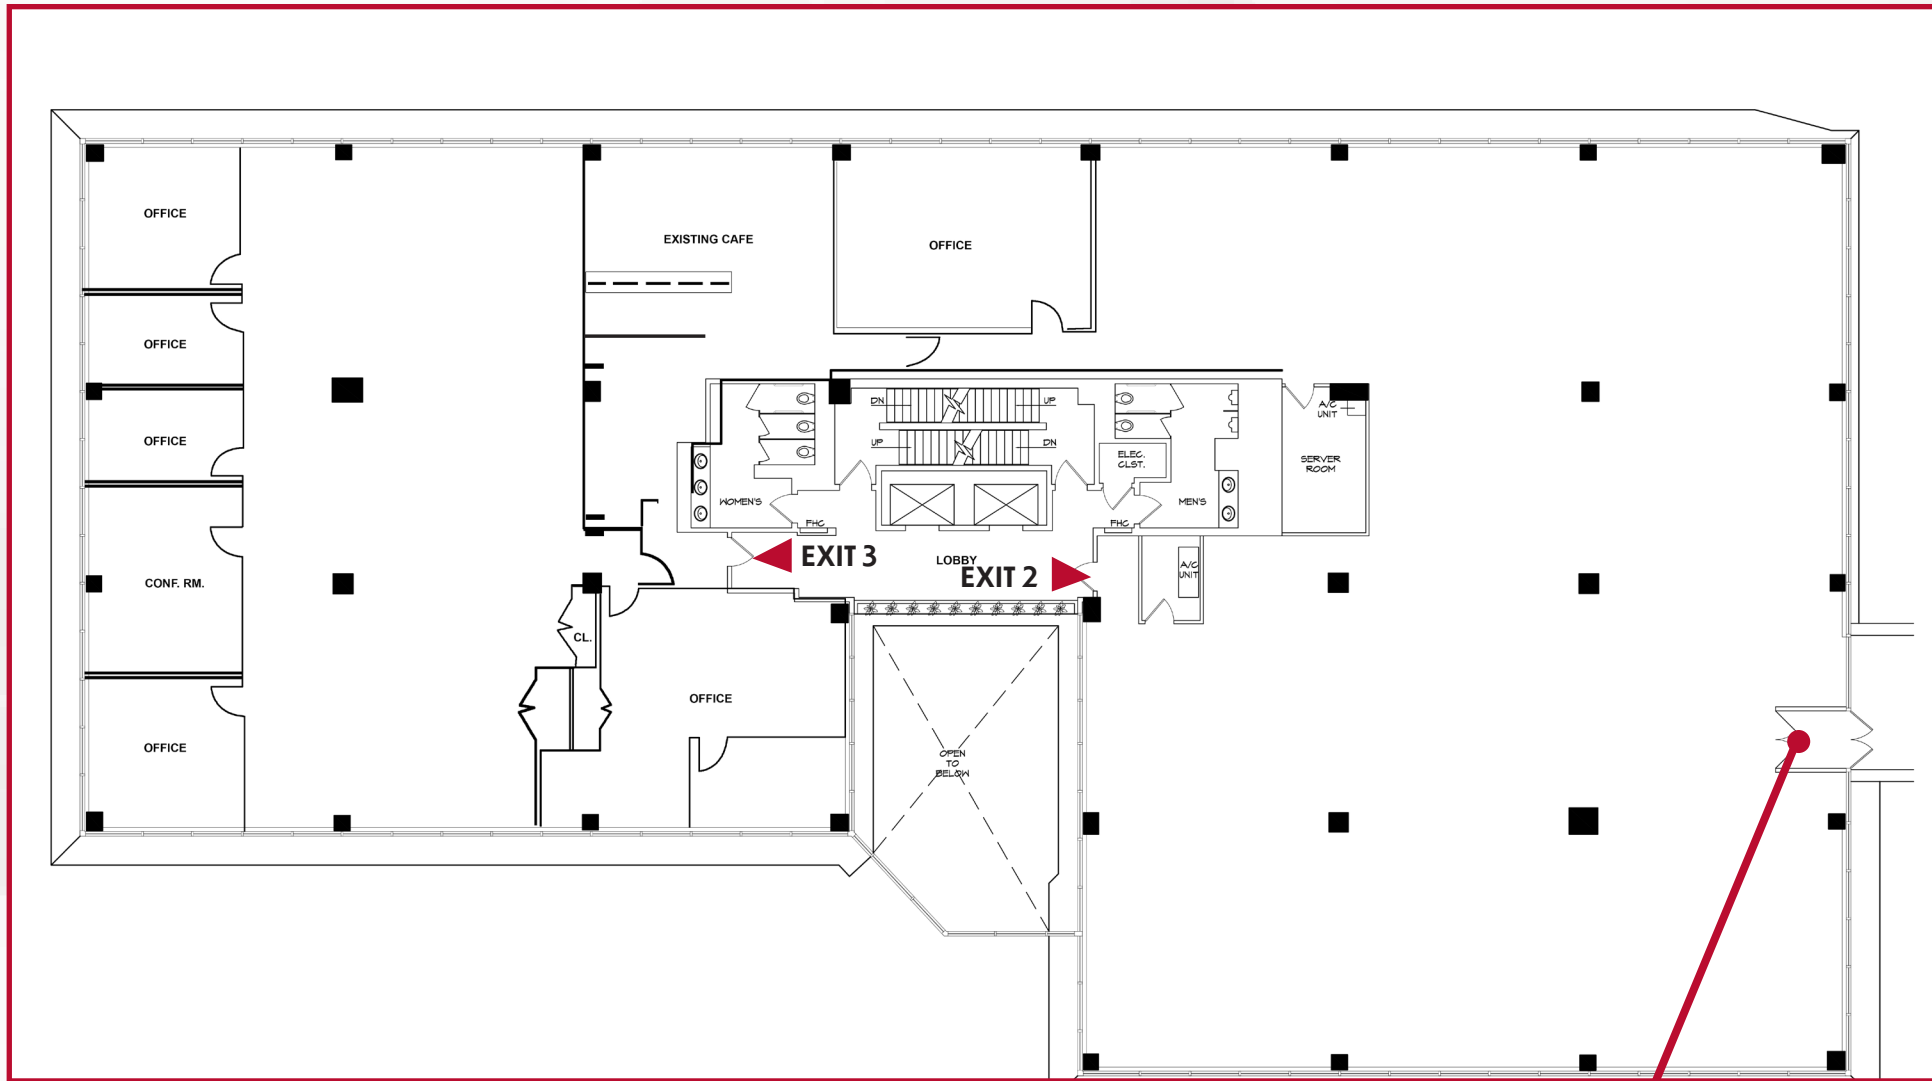 OFFICE
EXISTING CAFE
OFFICE
OFFICE
OFFICE
CONF. RM.
OFFICE
DN
UP
UP
DN
ELEC.
CLST.
A/C
UNIT
SERVER
ROOM
WOMEN'S
MEN'S
FHC
FHC
EXIT 3
LOBBY
EXIT 2
A/C
UNIT
CL.
OFFICE
OPEN
TO
BELOW